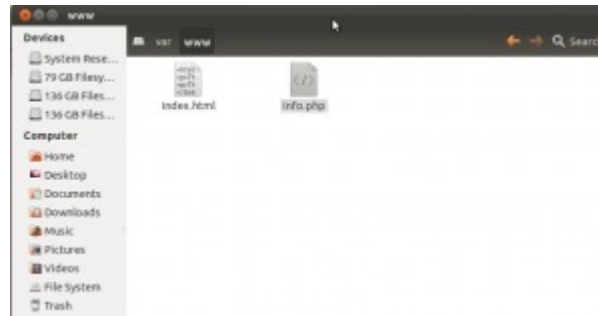 www
Devices
var www
Search
System Rese...
79 GB Filesy...
136 GB Files...
136 GB Files...
index.html
info.php
Computer
Home
Desktop
Documents
Downloads
Music
Pictures
Videos
File System
Trash